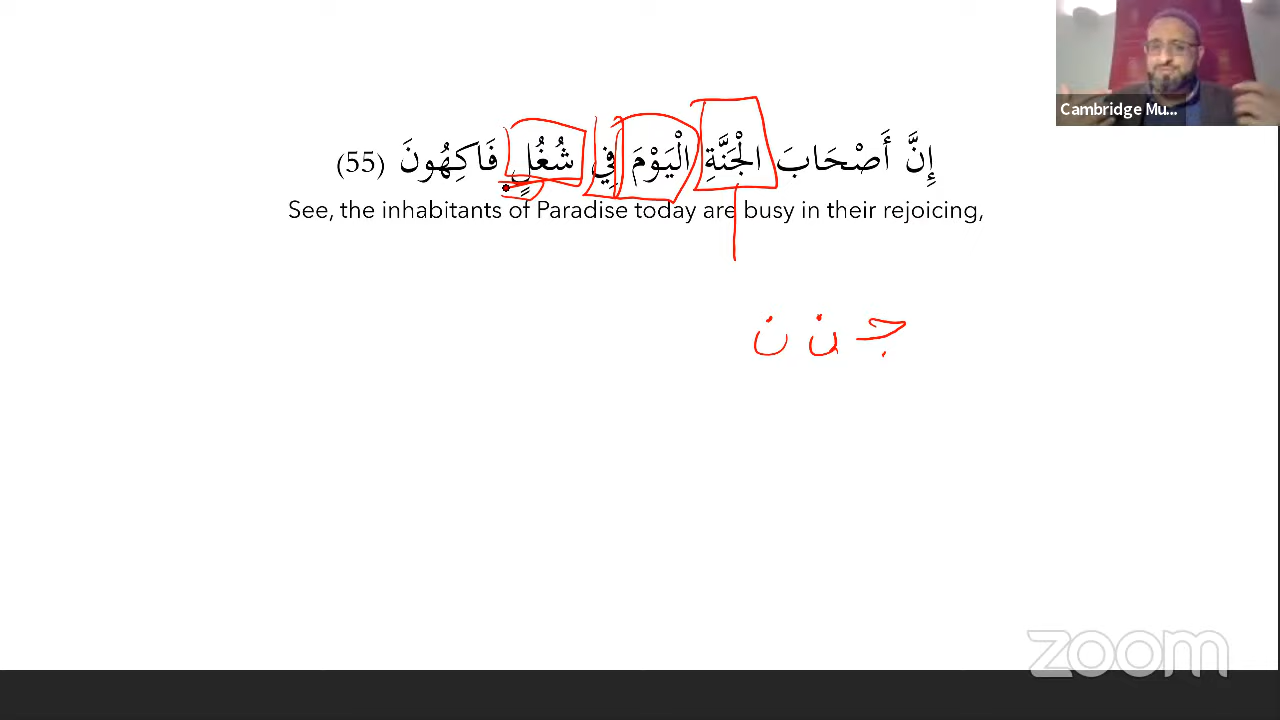 Cambridge Mu...
إِنَّ أَصْحَابَ الْجَنَّةِ الْيَوْمَ فِي شُغُلٍ فَاكِهُونَ (55)
See, the inhabitants of Paradise today are busy in their rejoicing,
ج ن ن
zoom